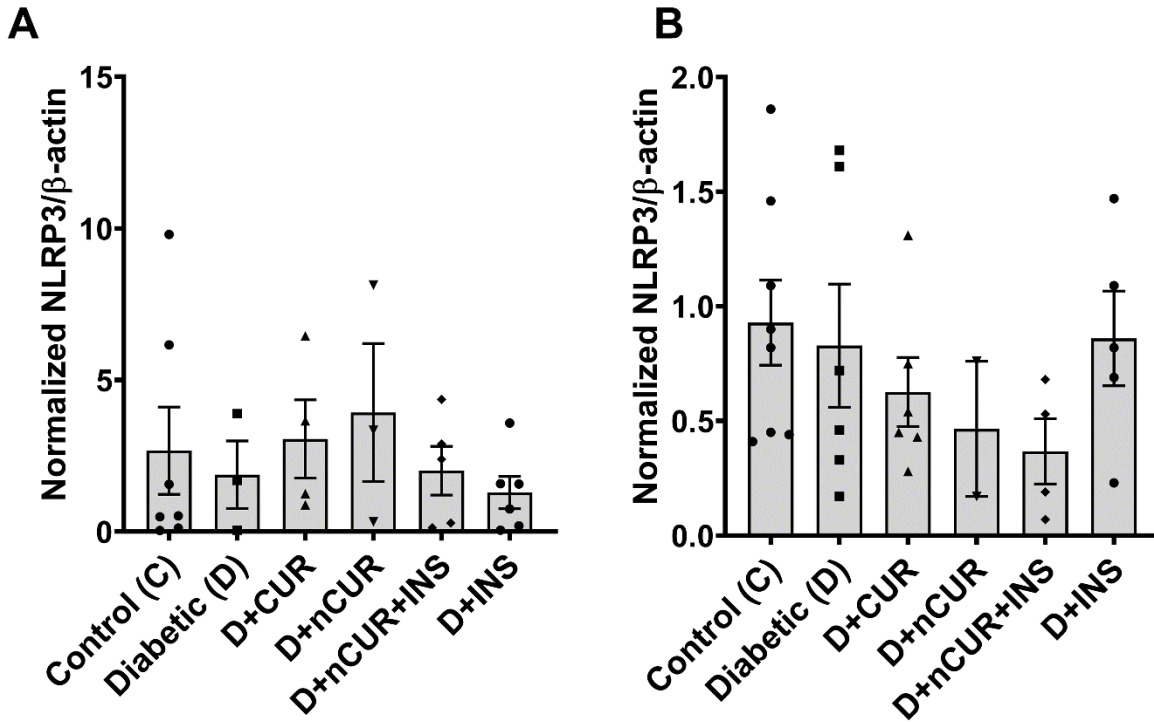 A
Normalized NLRP3/β-actin
15
10
5
0
Control (C)
Diabetic (D)
D+CUR
D+nCUR
D+nCUR+INS
D+INS
B
Normalized NLRP3/β-actin
2.0
1.5
1.0
0.5
0.0
Control (C)
Diabetic (D)
D+CUR
D+nCUR
D+nCUR+INS
D+INS